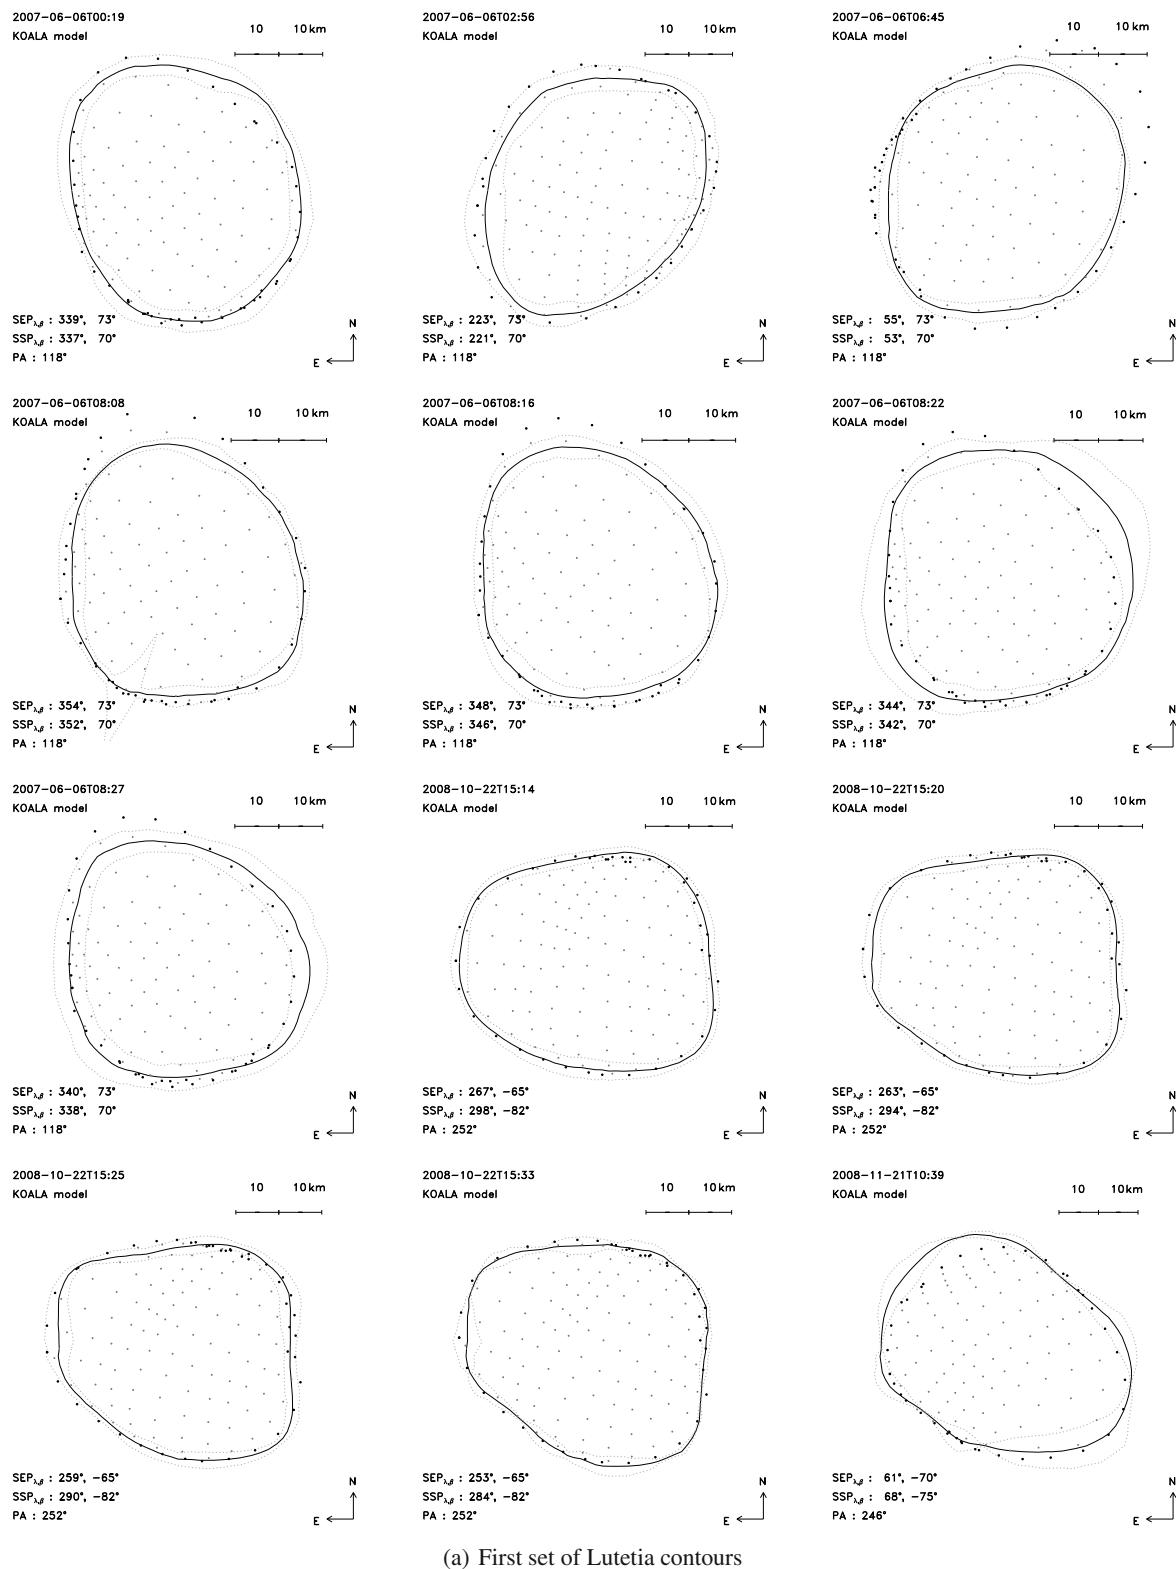 2007-06-06T00:19
KOALA model
10 10 km
SEPλ,β : 339°, 73°
SSPλ,β : 337°, 70°
PA : 118°
N
E
2007-06-06T02:56
KOALA model
10 10 km
SEPλ,β : 223°, 73°
SSPλ,β : 221°, 70°
PA : 118°
N
E
2007-06-06T06:45
KOALA model
10 10 km
SEPλ,β : 55°, 73°
SSPλ,β : 53°, 70°
PA : 118°
N
E
2007-06-06T08:08
KOALA model
10 10 km
SEPλ,β : 354°, 73°
SSPλ,β : 352°, 70°
PA : 118°
N
E
2007-06-06T08:16
KOALA model
10 10 km
SEPλ,β : 348°, 73°
SSPλ,β : 346°, 70°
PA : 118°
N
E
2007-06-06T08:22
KOALA model
10 10 km
SEPλ,β : 344°, 73°
SSPλ,β : 342°, 70°
PA : 118°
N
E
2007-06-06T08:27
KOALA model
10 10 km
SEPλ,β : 340°, 73°
SSPλ,β : 338°, 70°
PA : 118°
N
E
2008-10-22T15:14
KOALA model
10 10 km
SEPλ,β : 267°, -65°
SSPλ,β : 298°, -82°
PA : 252°
N
E
2008-10-22T15:20
KOALA model
10 10 km
SEPλ,β : 263°, -65°
SSPλ,β : 294°, -82°
PA : 252°
N
E
2008-10-22T15:25
KOALA model
10 10 km
SEPλ,β : 259°, -65°
SSPλ,β : 290°, -82°
PA : 252°
N
E
2008-10-22T15:33
KOALA model
10 10 km
SEPλ,β : 253°, -65°
SSPλ,β : 284°, -82°
PA : 252°
N
E
2008-11-21T10:39
KOALA model
10 10 km
SEPλ,β : 61°, -70°
SSPλ,β : 68°, -75°
PA : 246°
N
E
(a) First set of Lutetia contours